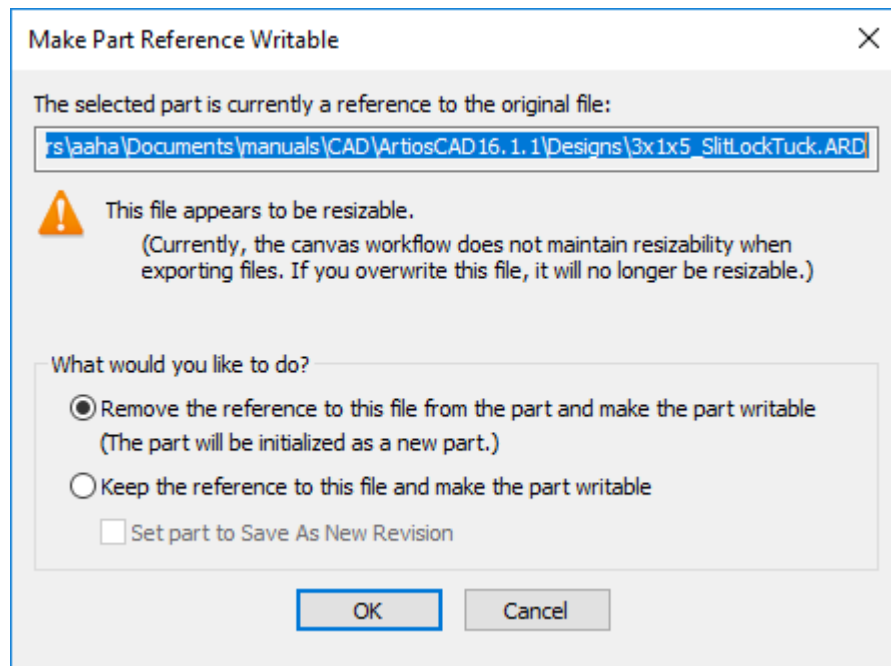 Make Part Reference Writable
The selected part is currently a reference to the original file:
rs\aaha\Documents\manuals\CAD\ArtiosCAD16.1.1\Designs\3x1x5_SlitLockTuck.ARD
This file appears to be resizable.
(Currently, the canvas workflow does not maintain resizability when
exporting files. If you overwrite this file, it will no longer be resizable.)
What would you like to do?
Remove the reference to this file from the part and make the part writable
(The part will be initialized as a new part.)
Keep the reference to this file and make the part writable
Set part to Save As New Revision
OK Cancel